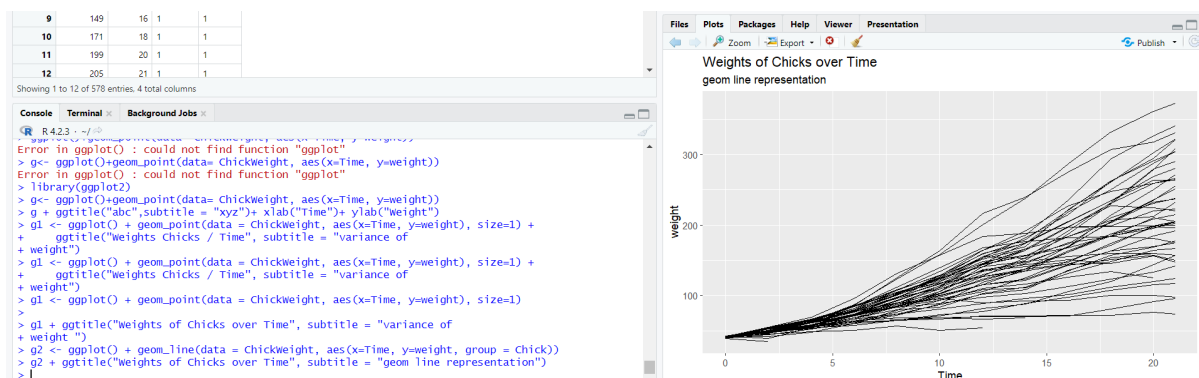 9 149 16 1 1
10 171 18 1 1
11 199 20 1 1
12 205 21 1 1
Showing 1 to 12 of 578 entries, 4 total columns
Console Terminal Background Jobs
R 4.2.3 · ~/
> ggplot()+geom_point(data= ChickWeight, aes(x=Time, y=weight))
Error in ggplot() : could not find function "ggplot"
> g<- ggplot()+geom_point(data= ChickWeight, aes(x=Time, y=weight))
Error in ggplot() : could not find function "ggplot"
> library(ggplot2)
> g<- ggplot()+geom_point(data= ChickWeight, aes(x=Time, y=weight))
> g + ggtitle("abc",subtitle = "xyz")+ xlab("Time")+ ylab("Weight")
> g1 <- ggplot() + geom_point(data = ChickWeight, aes(x=Time, y=weight), size=1) +
+     ggtitle("Weights Chicks / Time", subtitle = "variance of
+ weight")
> g1 <- ggplot() + geom_point(data = ChickWeight, aes(x=Time, y=weight), size=1) +
+     ggtitle("Weights Chicks / Time", subtitle = "variance of
+ weight")
> g1 <- ggplot() + geom_point(data = ChickWeight, aes(x=Time, y=weight), size=1)
>
> g1 + ggtitle("Weights of Chicks over Time", subtitle = "variance of
+ weight ")
> g2 <- ggplot() + geom_line(data = ChickWeight, aes(x=Time, y=weight, group = Chick))
> g2 + ggtitle("Weights of Chicks over Time", subtitle = "geom line representation")
>
Files Plots Packages Help Viewer Presentation
Zoom Export Publish
Weights of Chicks over Time
geom line representation
300
200
100
weight
0 5 10 15 20
Time